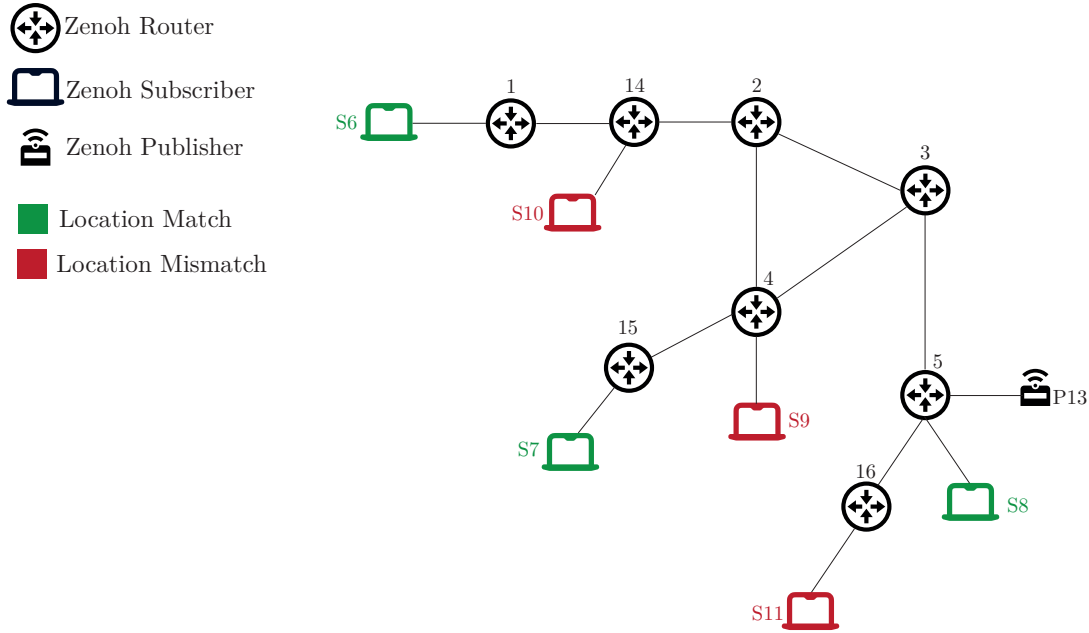 Zenoh Router
Zenoh Subscriber
Zenoh Publisher
Location Match
Location Mismatch
1
14
2
S6
3
S10
4
15
5
P13
S9
S7
16
S8
S11